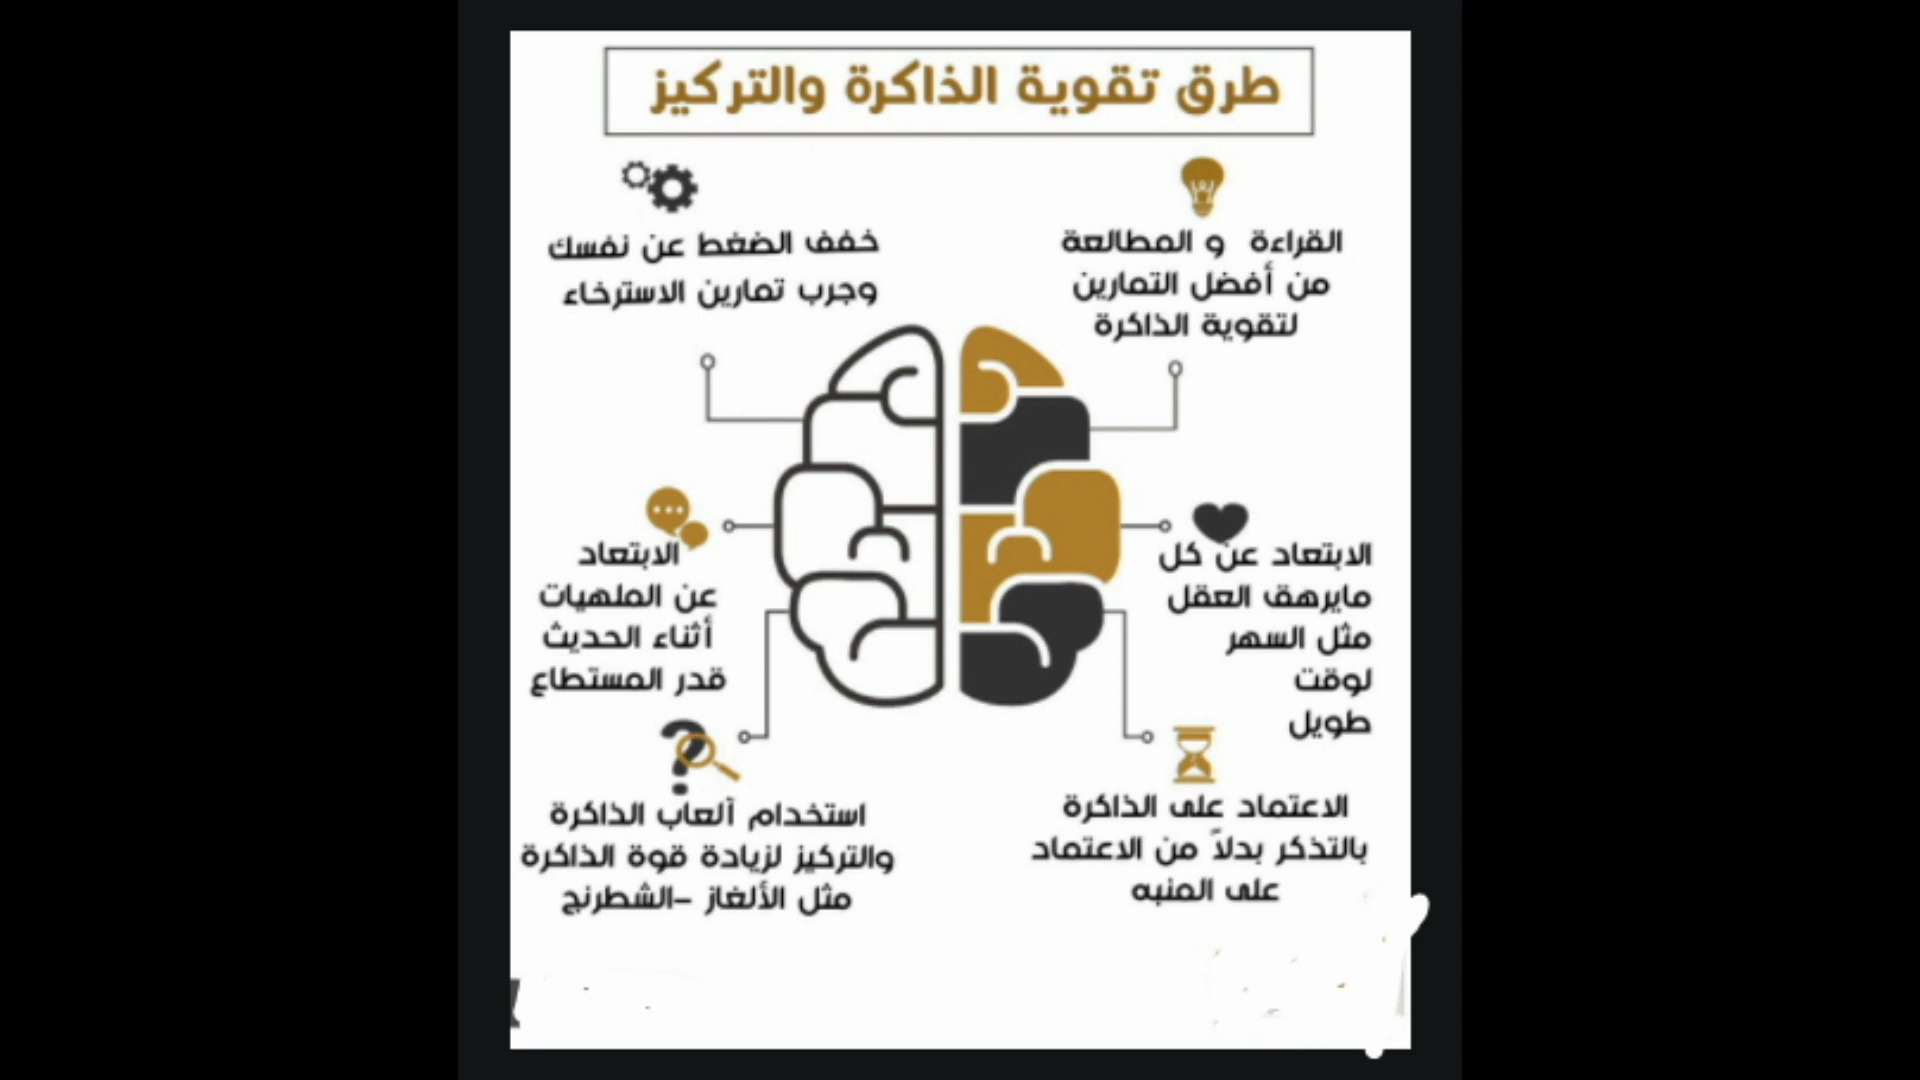 طرق تقوية الذاكرة والتركيز
القراءة و المطالعة
من أفضل التمارين
لتقوية الذاكرة
خفف الضغط عن نفسك
وجرب تمارين الاسترخاء
الابتعاد عن كل
مايرهق العقل
مثل السهر
لوقت
طويل
الابتعاد
عن الملهيات
أثناء الحديث
قدر المستطاع
الاعتماد على الذاكرة
بالتذكر بدلاً من الاعتماد
على المنبه
استخدام ألعاب الذاكرة
والتركيز لزيادة قوة الذاكرة
مثل الألغاز –الشطرنج